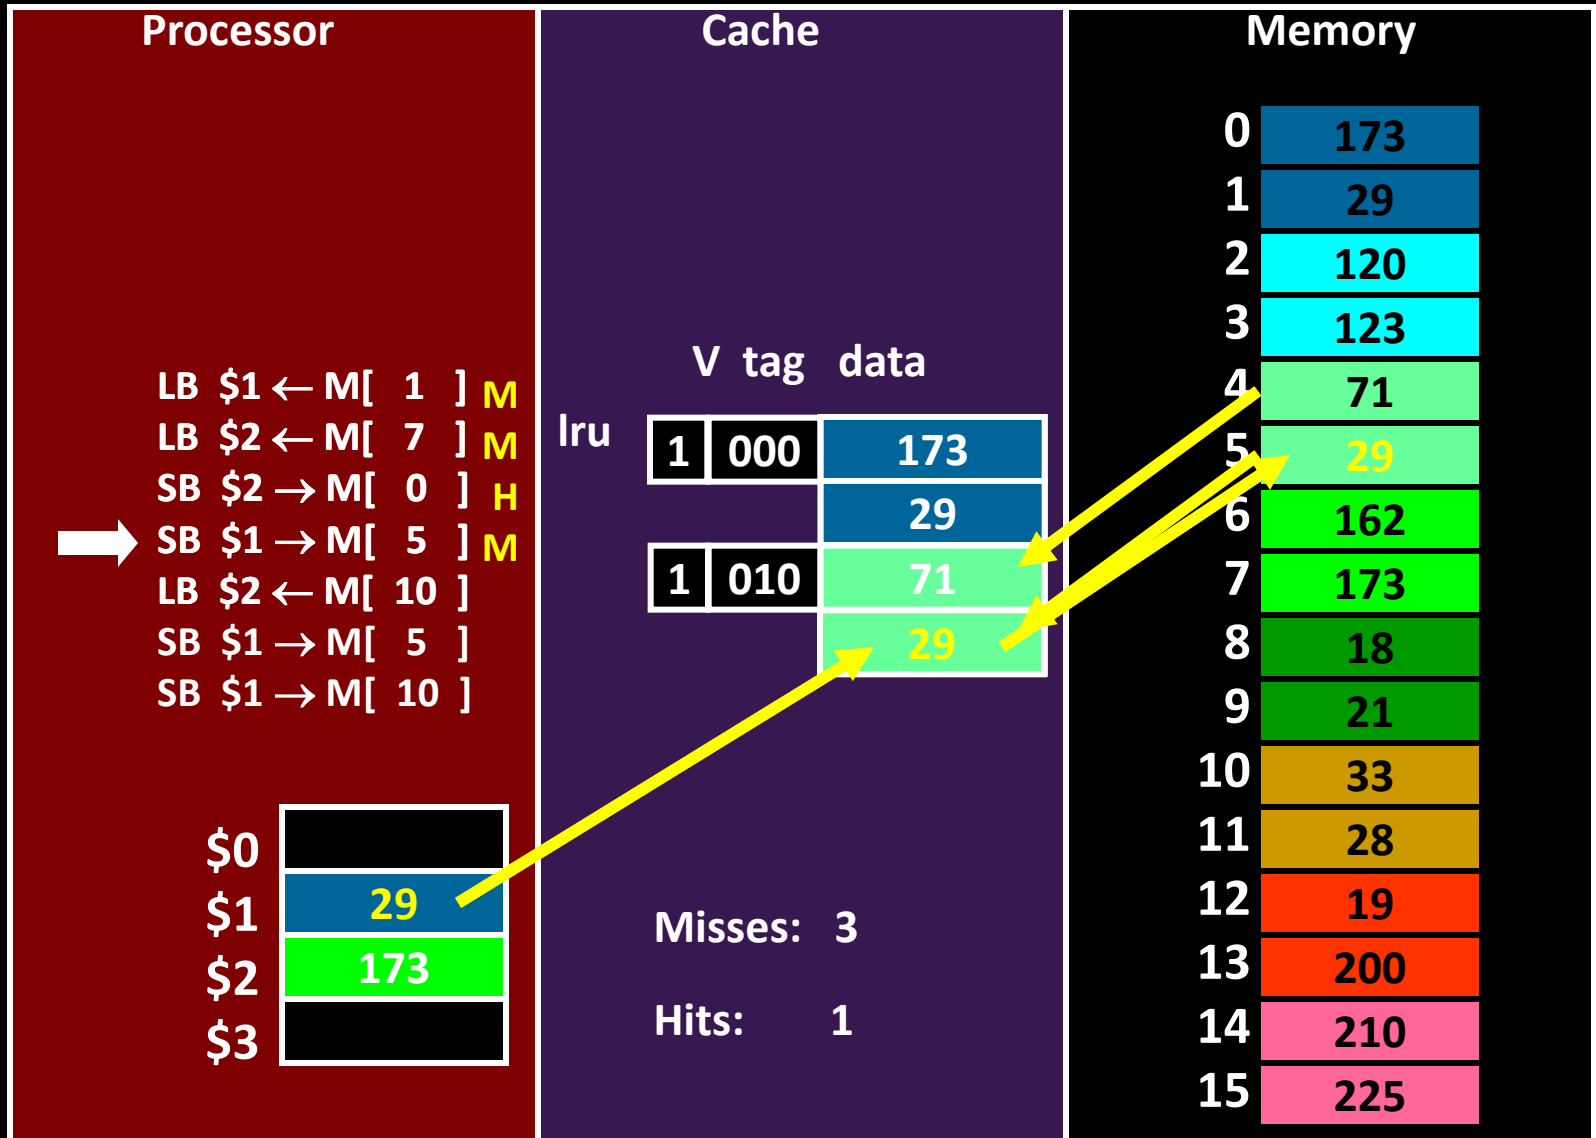 Processor
LB $1 ← M[ 1 ] M
LB $2 ← M[ 7 ] M
SB $2 → M[ 0 ] H
SB $1 → M[ 5 ] M
LB $2 ← M[ 10 ]
SB $1 → M[ 5 ]
SB $1 → M[ 10 ]
$0
$1 29
$2 173
$3
Cache
V tag data
lru 1 000 173
29
1 010 71
29
Misses: 3
Hits: 1
Memory
0 173
1 29
2 120
3 123
4 71
5 29
6 162
7 173
8 18
9 21
10 33
11 28
12 19
13 200
14 210
15 225